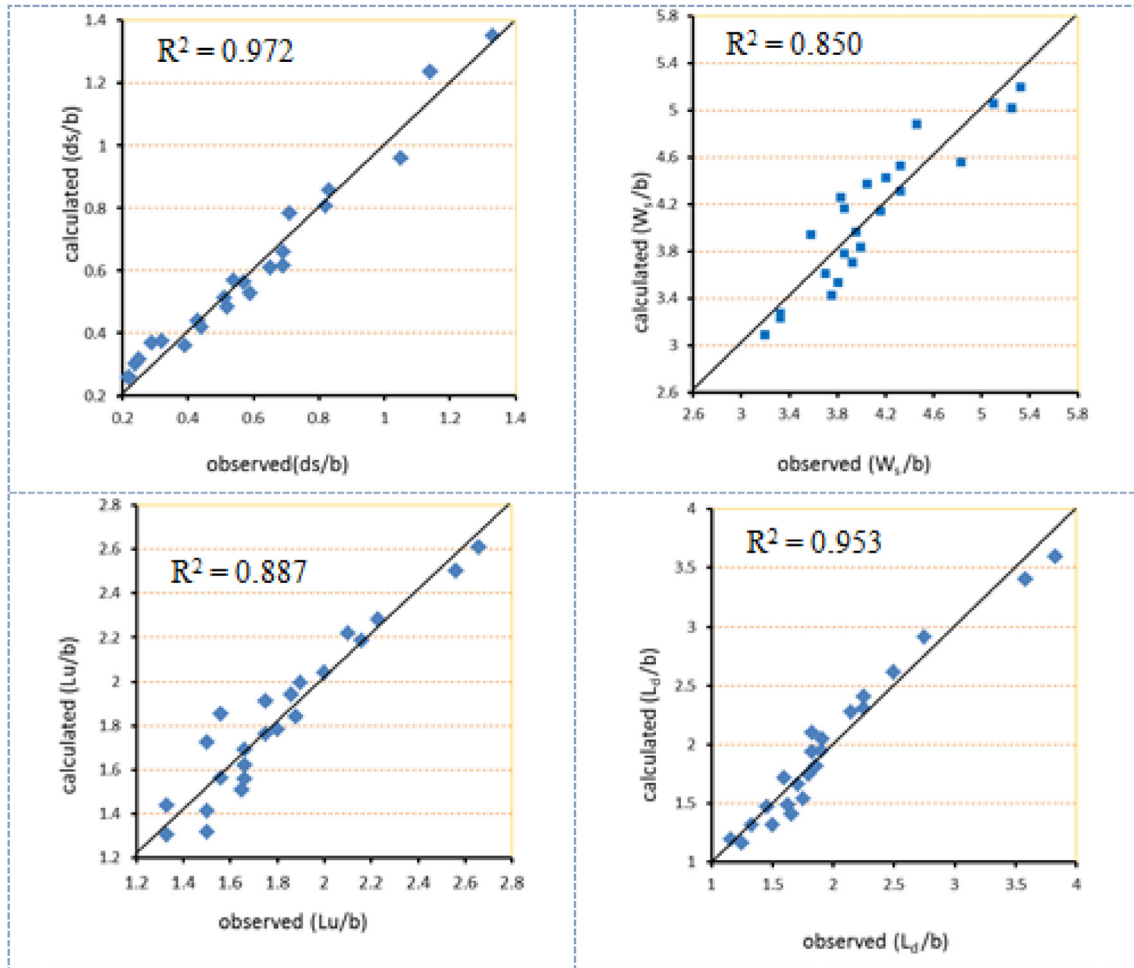 R² = 0.972
1.4
1.2
1
0.8
0.6
0.4
0.2
calculated (ds/b)
0.2 0.4 0.6 0.8 1 1.2 1.4
observed(ds/b)
R² = 0.850
5.8
5.4
5
4.6
4.2
3.8
3.4
3
2.6
calculated (Wₛ/b)
2.6 3 3.4 3.8 4.2 4.6 5 5.4 5.8
observed (Wₛ/b)
R² = 0.887
2.8
2.6
2.4
2.2
2
1.8
1.6
1.4
1.2
calculated (Lu/b)
1.2 1.4 1.6 1.8 2 2.2 2.4 2.6 2.8
observed (Lu/b)
R² = 0.953
4
3.5
3
2.5
2
1.5
1
calculated (L_d/b)
1 1.5 2 2.5 3 3.5 4
observed (L_d/b)